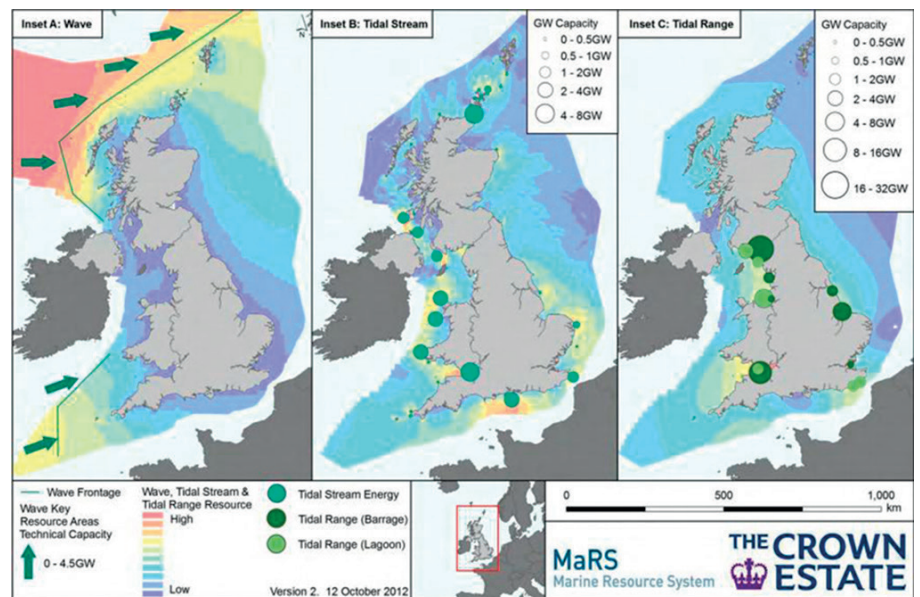 Inset A: Wave
Inset B: Tidal Stream
GW Capacity
0 - 0.5GW
0.5 - 1GW
1 - 2GW
2 - 4GW
4 - 8GW
Inset C: Tidal Range
GW Capacity
0 - 0.5GW
0.5 - 1GW
1 - 2GW
2 - 4GW
4 - 8GW
8 - 16GW
16 - 32GW
Wave Frontage
Wave Key
Resource Areas
Technical Capacity
0 - 4.5GW
Wave, Tidal Stream &
Tidal Range Resource
High
Low
Tidal Stream Energy
Tidal Range (Barrage)
Tidal Range (Lagoon)
Version 2. 12 October 2012
0 500 1,000
km
MaRS
Marine Resource System
THE CROWN
ESTATE